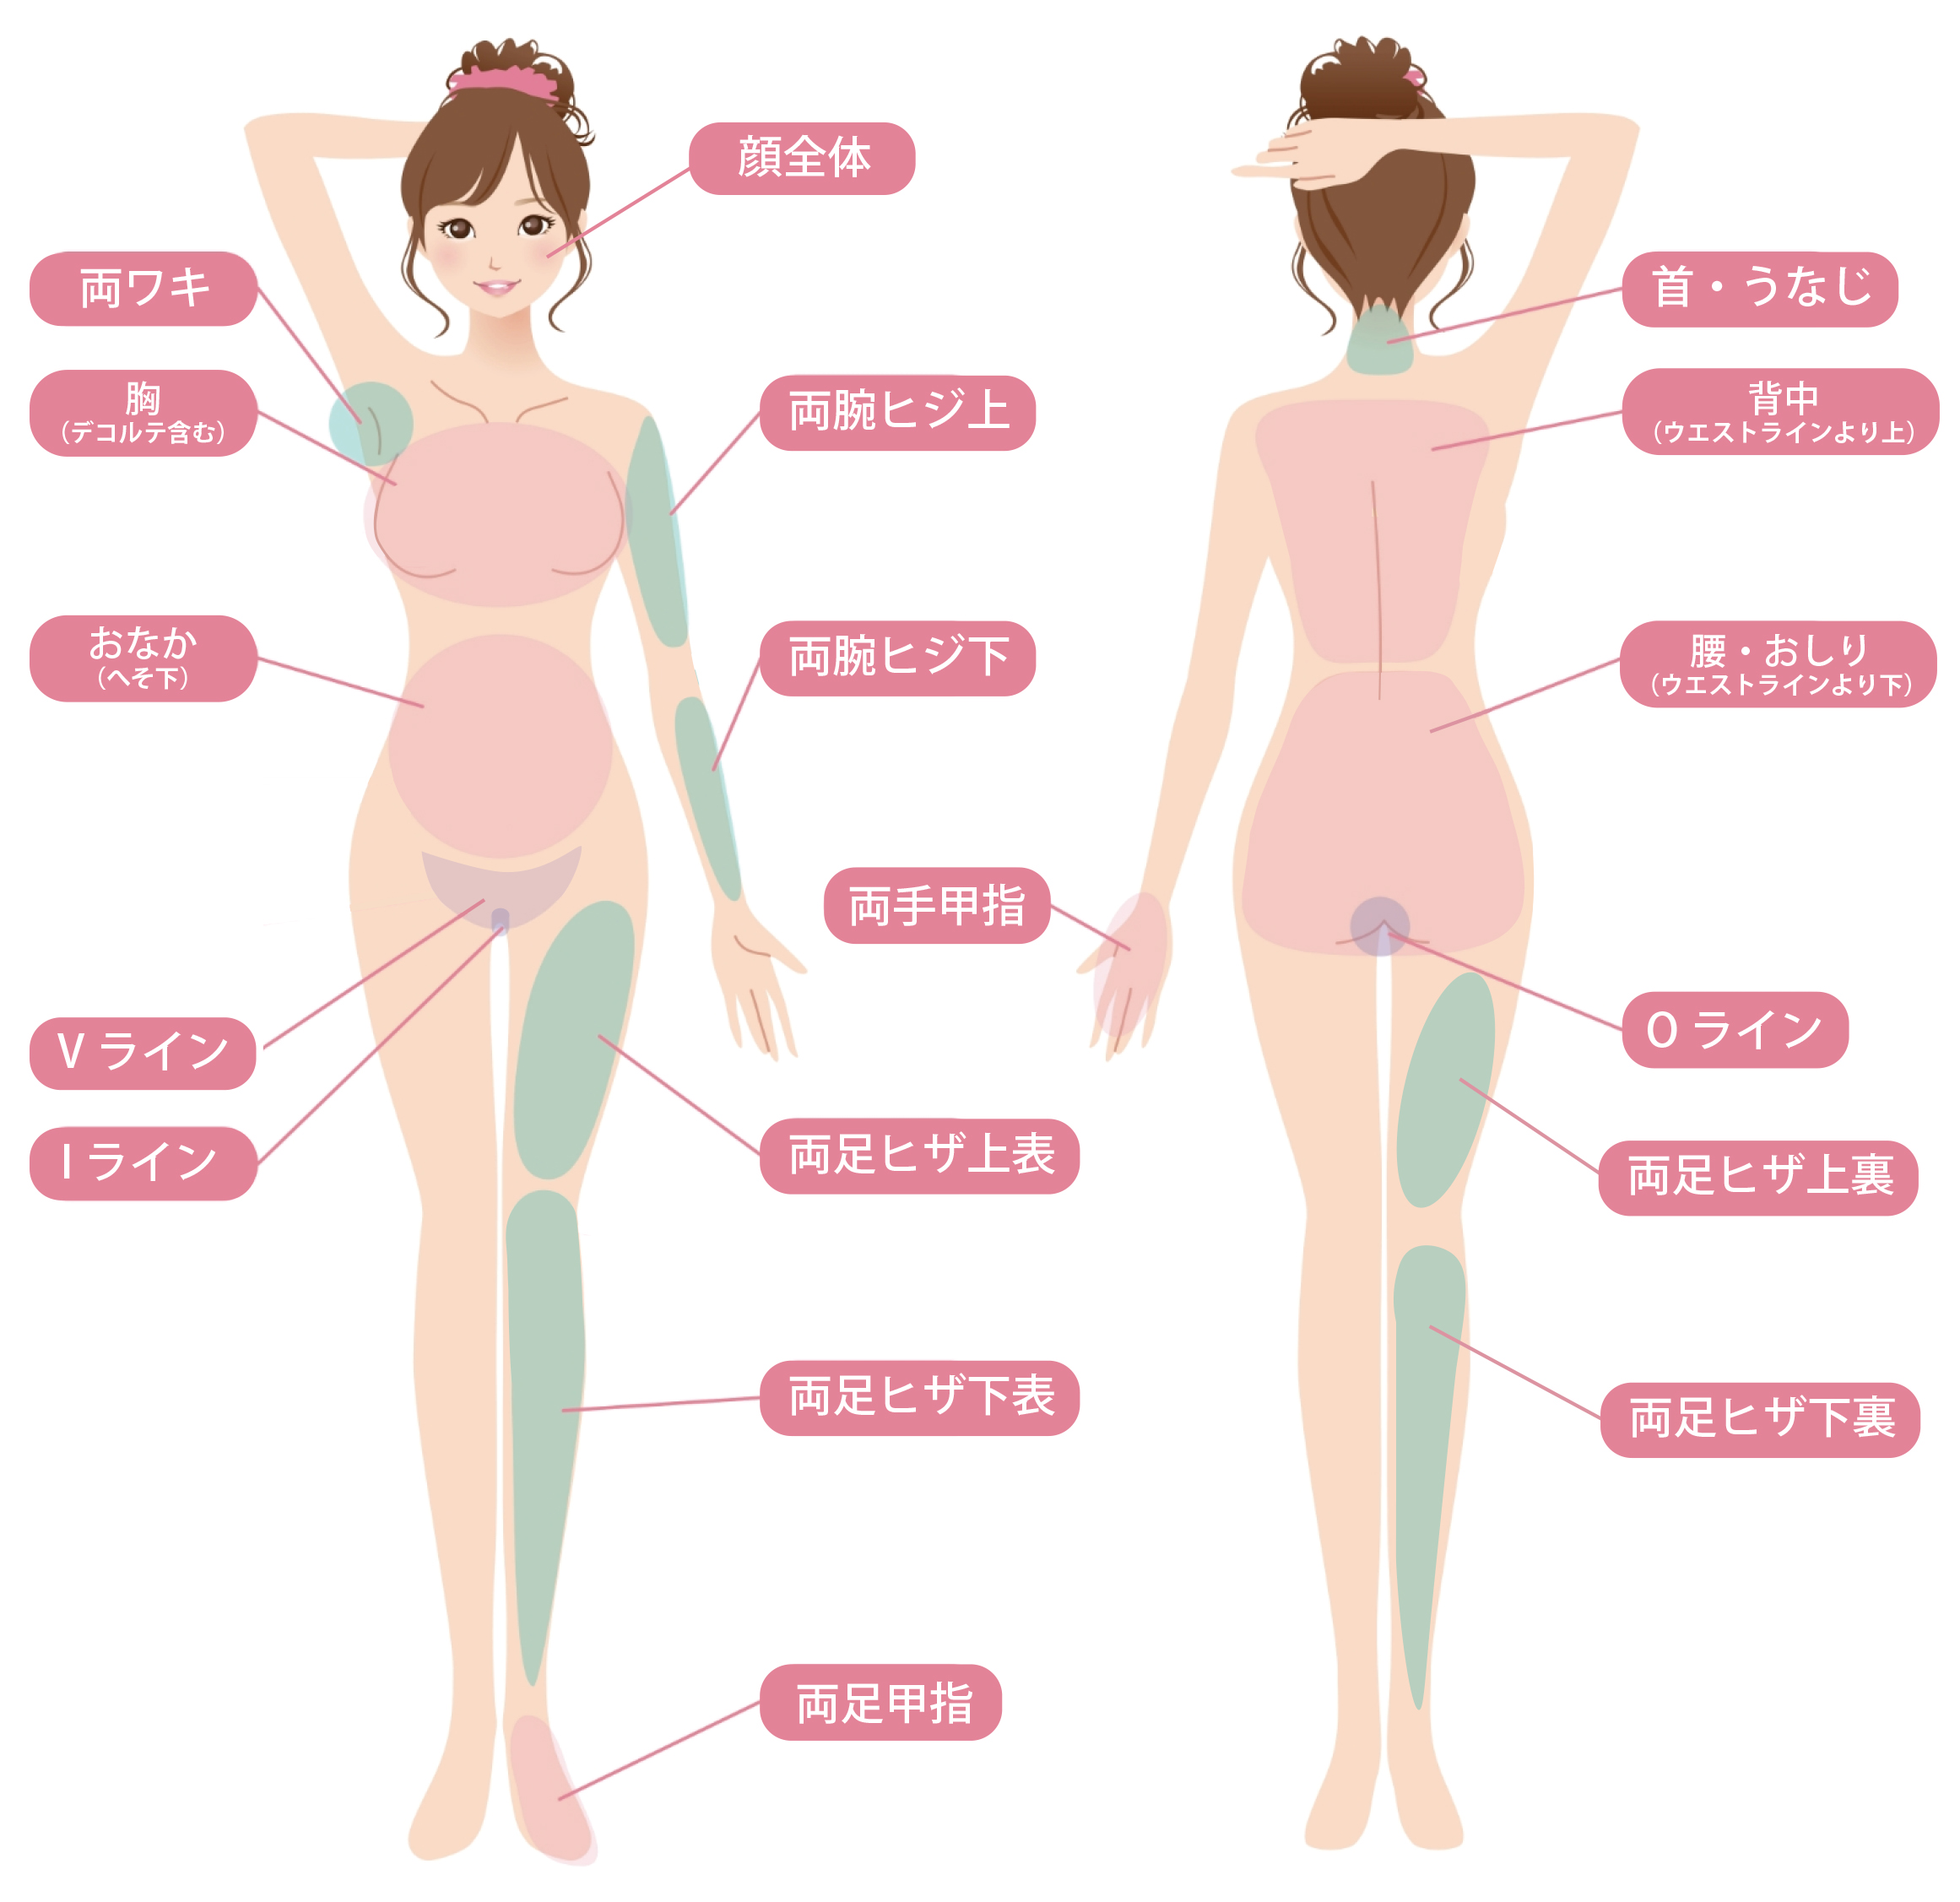 顔全体
両ワキ
胸
(デコルテ含む)
両腕ヒジ上
おなか
(へそ下)
両腕ヒジ下
Vライン
Iライン
両足ヒザ上表
両足ヒザ下表
両足甲指
首・うなじ
背中
(ウエストラインより上)
腰・おしり
(ウエストラインより下)
両手甲指
Oライン
両足ヒザ上裏
両足ヒザ下裏